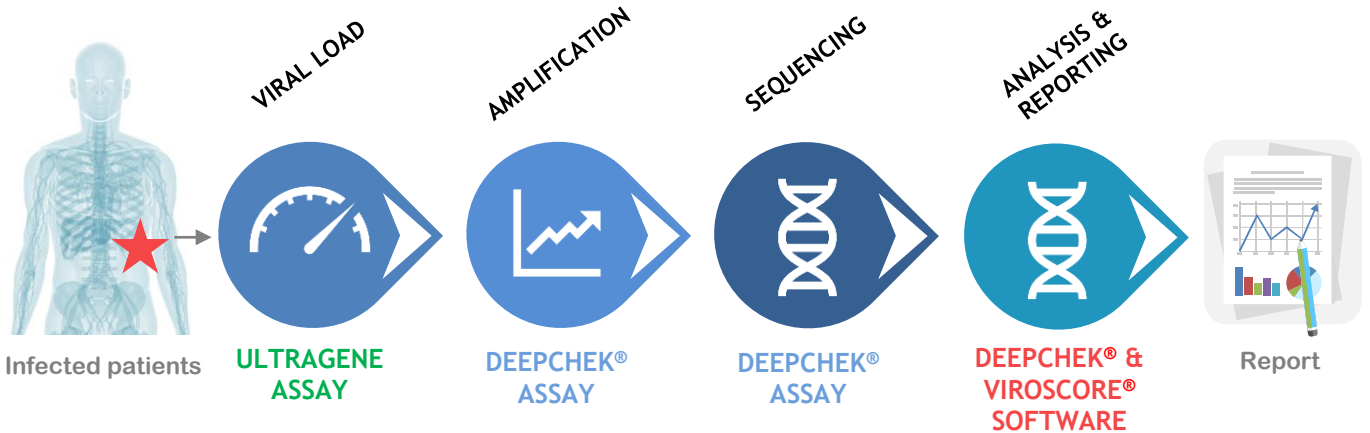 VIRAL LOAD
AMPLIFICATION
SEQUENCING
ANALYSIS &
REPORTING
Infected patients
ULTRAGENE
ASSAY
DEEPCHEK®
ASSAY
DEEPCHEK®
ASSAY
DEEPCHEK® &
VIROSCORE®
SOFTWARE
Report